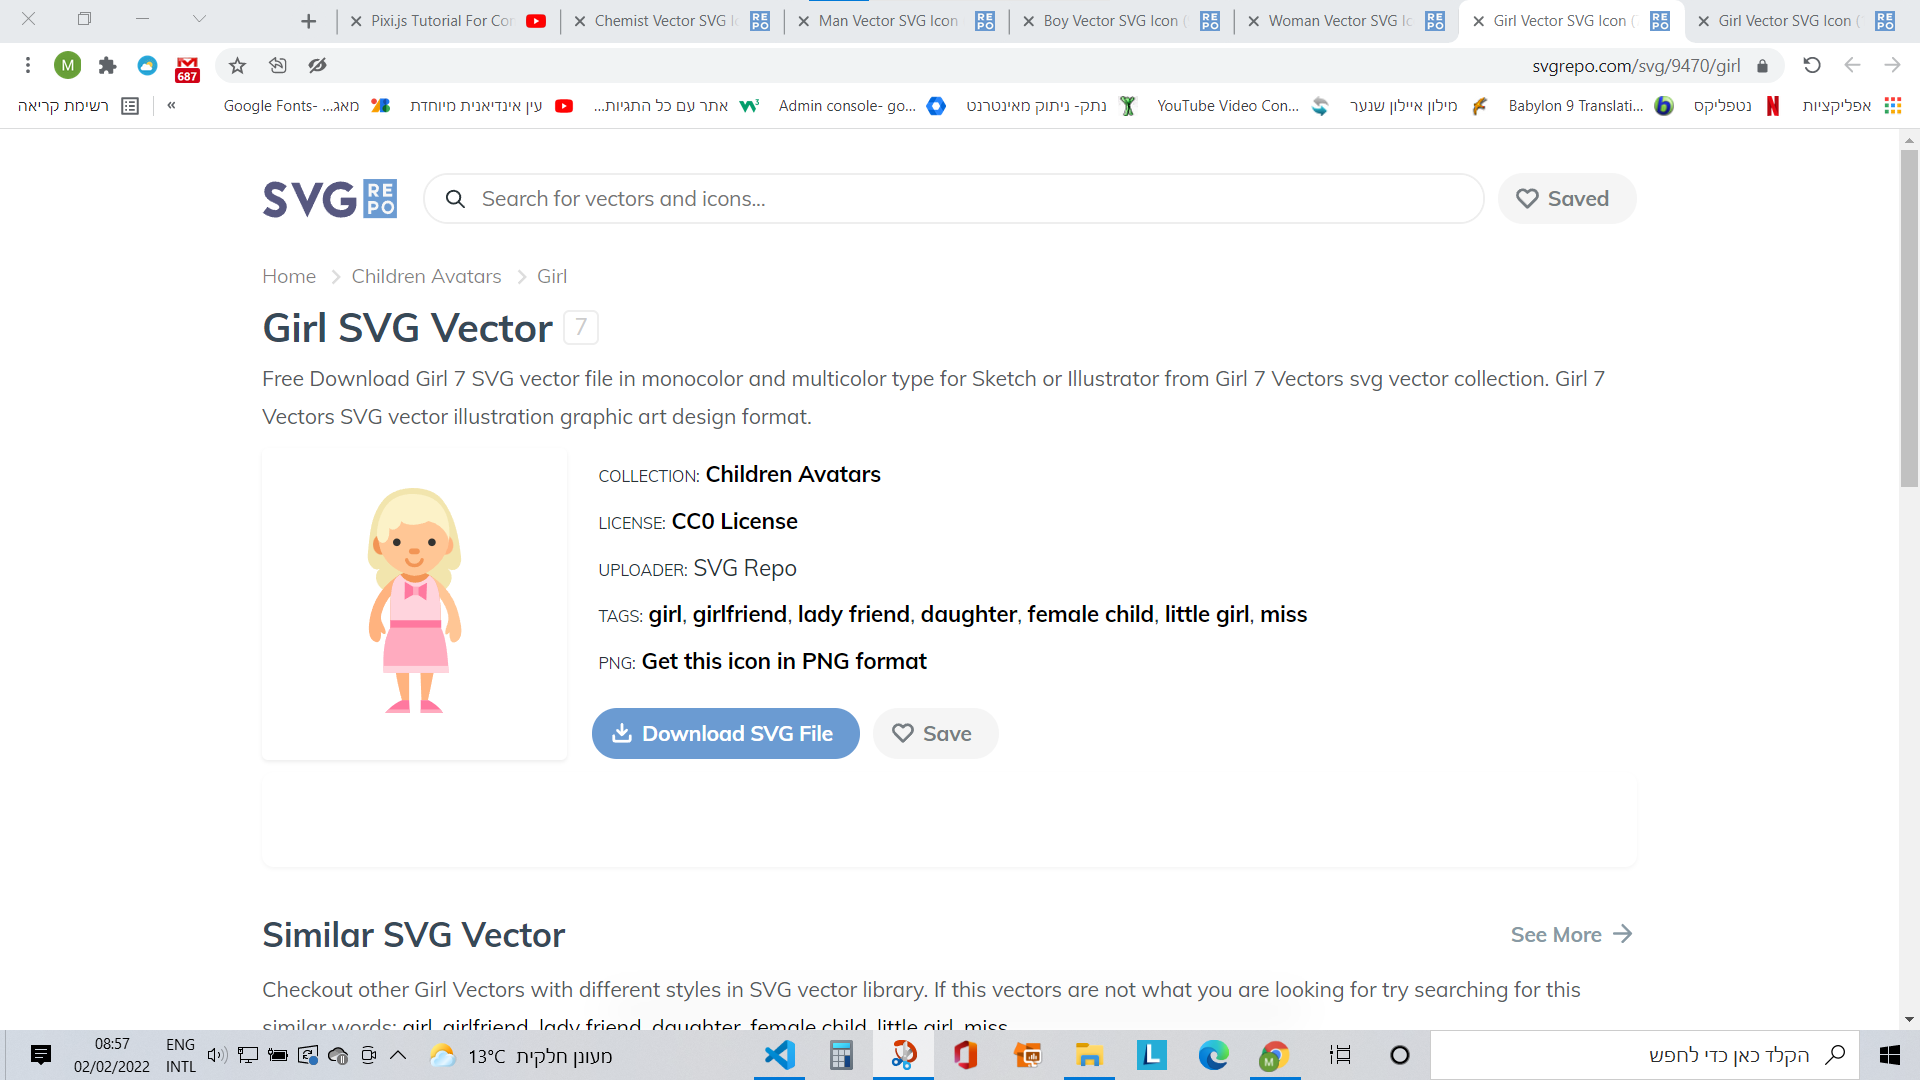 Pixi.js Tutorial For Co
Chemist Vector SVG I
Man Vector SVG Icon
Boy Vector SVG Icon (
Woman Vector SVG Ic
Girl Vector SVG Icon (
Girl Vector SVG Icon (
M
687
svgrepo.com/svg/9470/girl
רשימת קריאה
«
Google Fonts- ...מאג
עין אינדיאנית מיוחדת
אתר עם כל התגיות...
Admin console- go...
נתק- ניתוק מאינטרנט
YouTube Video Con...
מילון איילון שנער
Babylon 9 Translati...
נטפליקס
אפליקציות
SVG REPO
Search for vectors and icons...
Saved
Home
Children Avatars
Girl
Girl SVG Vector 7
Free Download Girl 7 SVG vector file in monocolor and multicolor type for Sketch or Illustrator from Girl 7 Vectors svg vector collection. Girl 7
Vectors SVG vector illustration graphic art design format.
COLLECTION: Children Avatars
LICENSE: CC0 License
UPLOADER: SVG Repo
TAGS: girl, girlfriend, lady friend, daughter, female child, little girl, miss
PNG: Get this icon in PNG format
Download SVG File
Save
Similar SVG Vector
See More
Checkout other Girl Vectors with different styles in SVG vector library. If this vectors are not what you are looking for try searching for this
similar words: girl, girlfriend, lady friend, daughter, female child, little girl, miss
08:57
02/02/2022
ENG
INTL
13°C מעונן חלקית
הקלד כאן כדי לחפש